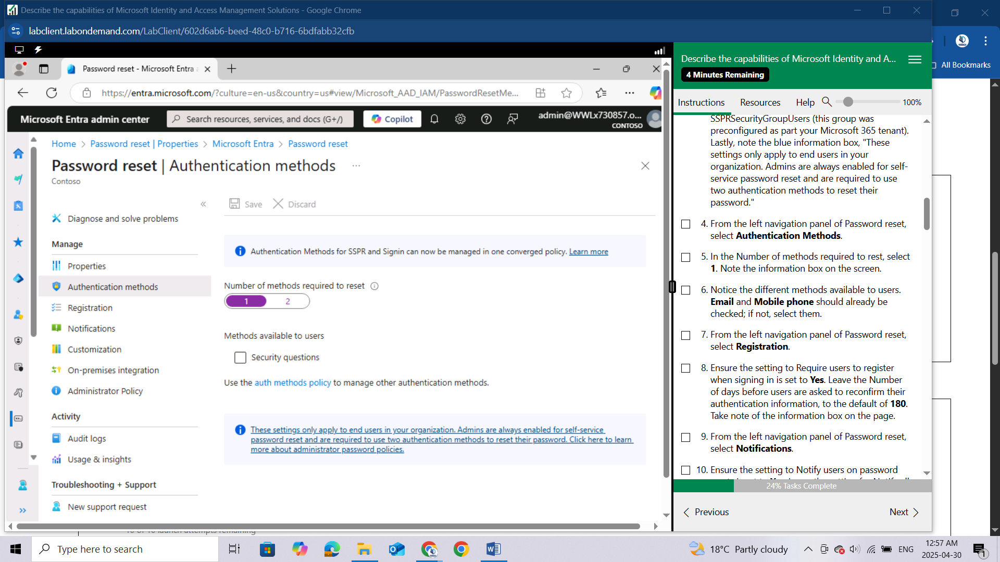 Describe the capabilities of Microsoft Identity and Access Management Solutions - Google Chrome
labclient.labondemand.com/LabClient/602d6ab6-beed-48c0-b716-6bdfabb32cfb
All Bookmarks
Password reset - Microsoft Entra a
https://entra.microsoft.com/?culture=en-us&country=us#view/Microsoft_AAD_IAM/PasswordResetMe...
Microsoft Entra admin center
Search resources, services, and docs (G+/)
Copilot
admin@WWLx730857.o...
CONTOSO
Home > Password reset | Properties > Microsoft Entra > Password reset
Password reset | Authentication methods ...
Contoso
Save
Discard
Diagnose and solve problems
Manage
Properties
Authentication methods
Registration
Notifications
Customization
On-premises integration
Administrator Policy
Activity
Audit logs
Usage & insights
Troubleshooting + Support
New support request
Authentication Methods for SSPR and Signin can now be managed in one converged policy. Learn more
Number of methods required to reset
1 2
Methods available to users
Security questions
Use the auth methods policy to manage other authentication methods.
These settings only apply to end users in your organization. Admins are always enabled for self-service
password reset and are required to use two authentication methods to reset their password. Click here to learn
more about administrator password policies.
Describe the capabilities of Microsoft Identity and A...
4 Minutes Remaining
Instructions Resources Help 100%
SSPRSecurityGroupUsers (this group was
preconfigured as part your Microsoft 365 tenant).
Lastly, note the blue information box, "These
settings only apply to end users in your
organization. Admins are always enabled for self-
service password reset and are required to use
two authentication methods to reset their
password."
4. From the left navigation panel of Password reset,
select Authentication Methods.
5. In the Number of methods required to rest, select
1. Note the information box on the screen.
6. Notice the different methods available to users.
Email and Mobile phone should already be
checked; if not, select them.
7. From the left navigation panel of Password reset,
select Registration.
8. Ensure the setting to Require users to register
when signing in is set to Yes. Leave the Number
of days before users are asked to reconfirm their
authentication information, to the default of 180.
Take note of the information box on the page.
9. From the left navigation panel of Password reset,
select Notifications.
10. Ensure the setting to Notify users on password
24% Tasks Complete
Previous
Next
Type here to search
18°C Partly cloudy
ENG
12:57 AM
2025-04-30
1